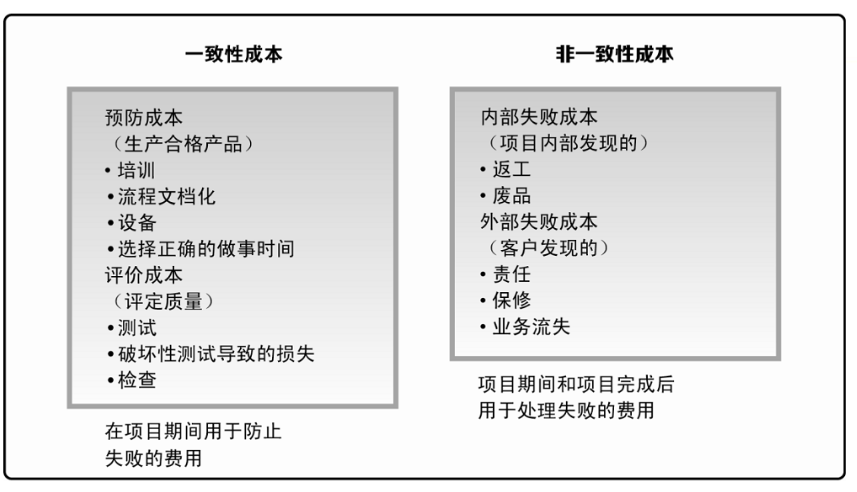 一致性成本
预防成本
（生产合格产品）
• 培训
•流程文档化
•设备
•选择正确的做事时间
评价成本
（评定质量）
•测试
•破坏性测试导致的损失
•检查
在项目期间用于防止
失败的费用
非一致性成本
内部失败成本
（项目内部发现的）
• 返工
• 废品
外部失败成本
（客户发现的）
• 责任
• 保修
• 业务流失
项目期间和项目完成后
用于处理失败的费用